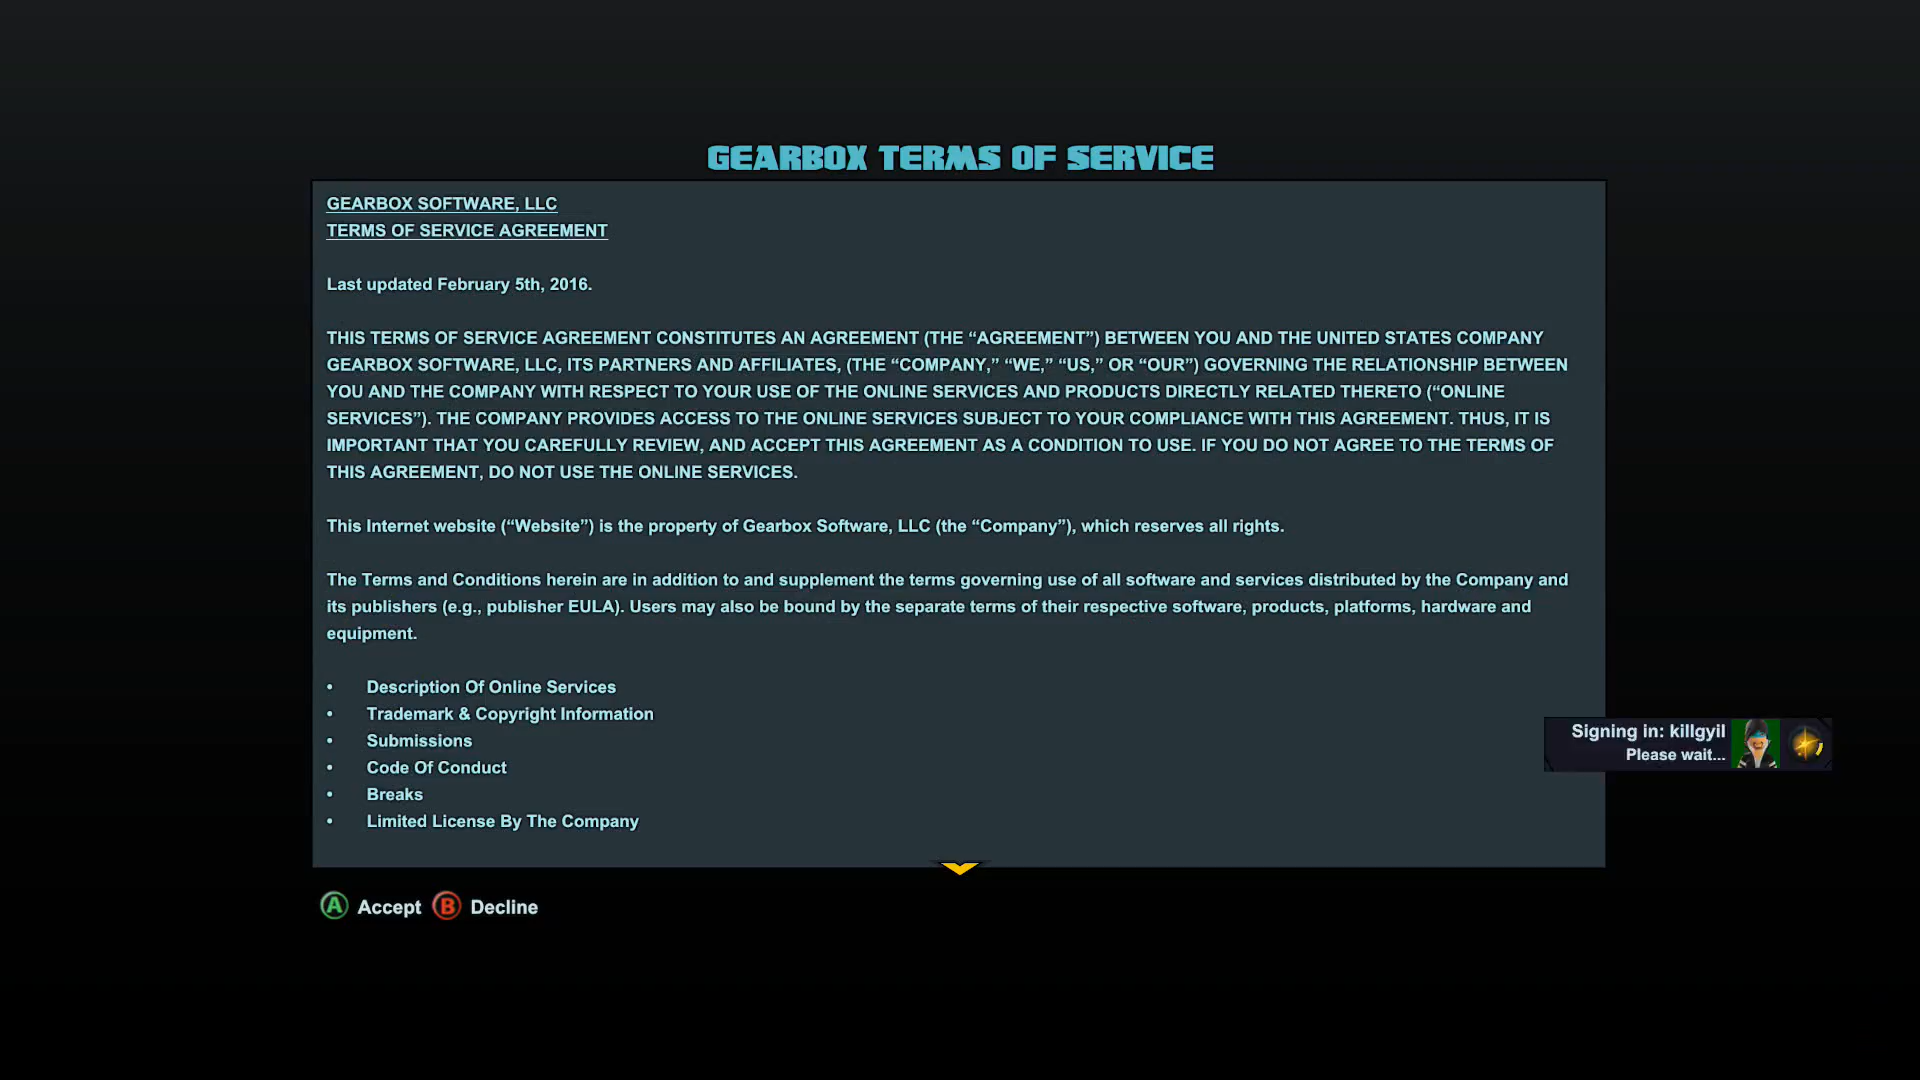 GEARBOX TERMS OF SERVICE
GEARBOX SOFTWARE, LLC
TERMS OF SERVICE AGREEMENT
Last updated February 5th, 2016.
THIS TERMS OF SERVICE AGREEMENT CONSTITUTES AN AGREEMENT (THE “AGREEMENT”) BETWEEN YOU AND THE UNITED STATES COMPANY
GEARBOX SOFTWARE, LLC, ITS PARTNERS AND AFFILIATES, (THE “COMPANY,” “WE,” “US,” OR “OUR”) GOVERNING THE RELATIONSHIP BETWEEN
YOU AND THE COMPANY WITH RESPECT TO YOUR USE OF THE ONLINE SERVICES AND PRODUCTS DIRECTLY RELATED THERETO (“ONLINE
SERVICES”). THE COMPANY PROVIDES ACCESS TO THE ONLINE SERVICES SUBJECT TO YOUR COMPLIANCE WITH THIS AGREEMENT. THUS, IT IS
IMPORTANT THAT YOU CAREFULLY REVIEW, AND ACCEPT THIS AGREEMENT AS A CONDITION TO USE. IF YOU DO NOT AGREE TO THE TERMS OF
THIS AGREEMENT, DO NOT USE THE ONLINE SERVICES.
This Internet website (“Website”) is the property of Gearbox Software, LLC (the “Company”), which reserves all rights.
The Terms and Conditions herein are in addition to and supplement the terms governing use of all software and services distributed by the Company and
its publishers (e.g., publisher EULA). Users may also be bound by the separate terms of their respective software, products, platforms, hardware and
equipment.
• Description Of Online Services
• Trademark & Copyright Information
• Submissions
• Code Of Conduct
• Breaks
• Limited License By The Company
Signing in: killgyil
Please wait...
A Accept B Decline